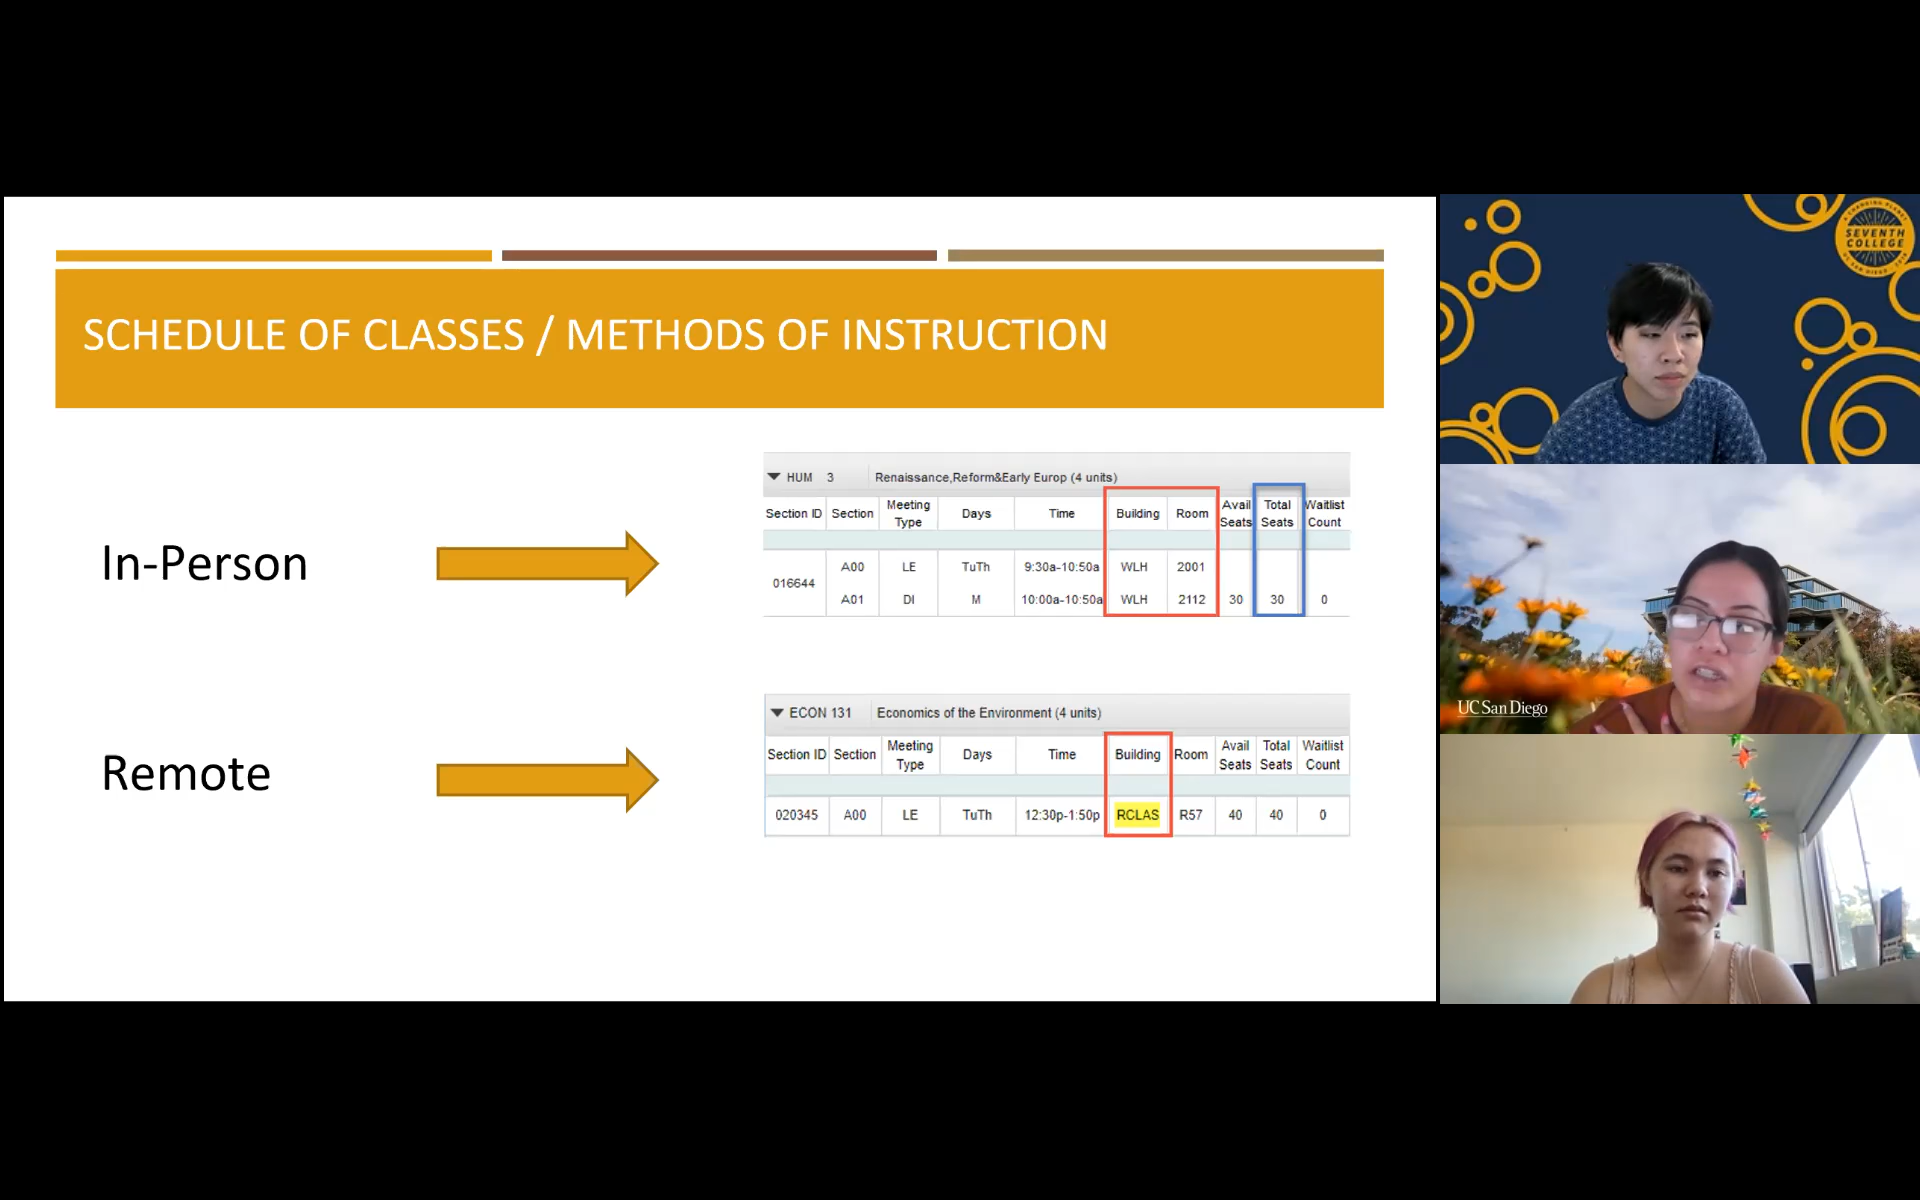 SCHEDULE OF CLASSES / METHODS OF INSTRUCTION
In-Person
HUM 3 Renaissance,Reform&Early Europ (4 units)
Section ID Section Meeting Type Days Time Building Room Avail Seats Total Seats Waitlist Count
016644
A00 LE TuTh 9:30a-10:50a WLH 2001
A01 DI M 10:00a-10:50a WLH 2112 30 30 0
Remote
ECON 131 Economics of the Environment (4 units)
Section ID Section Meeting Type Days Time Building Room Avail Seats Total Seats Waitlist Count
020345 A00 LE TuTh 12:30p-1:50p RCLAS R57 40 40 0
A CHANGING PLANET
SEVENTH
COLLEGE
UC San Diego